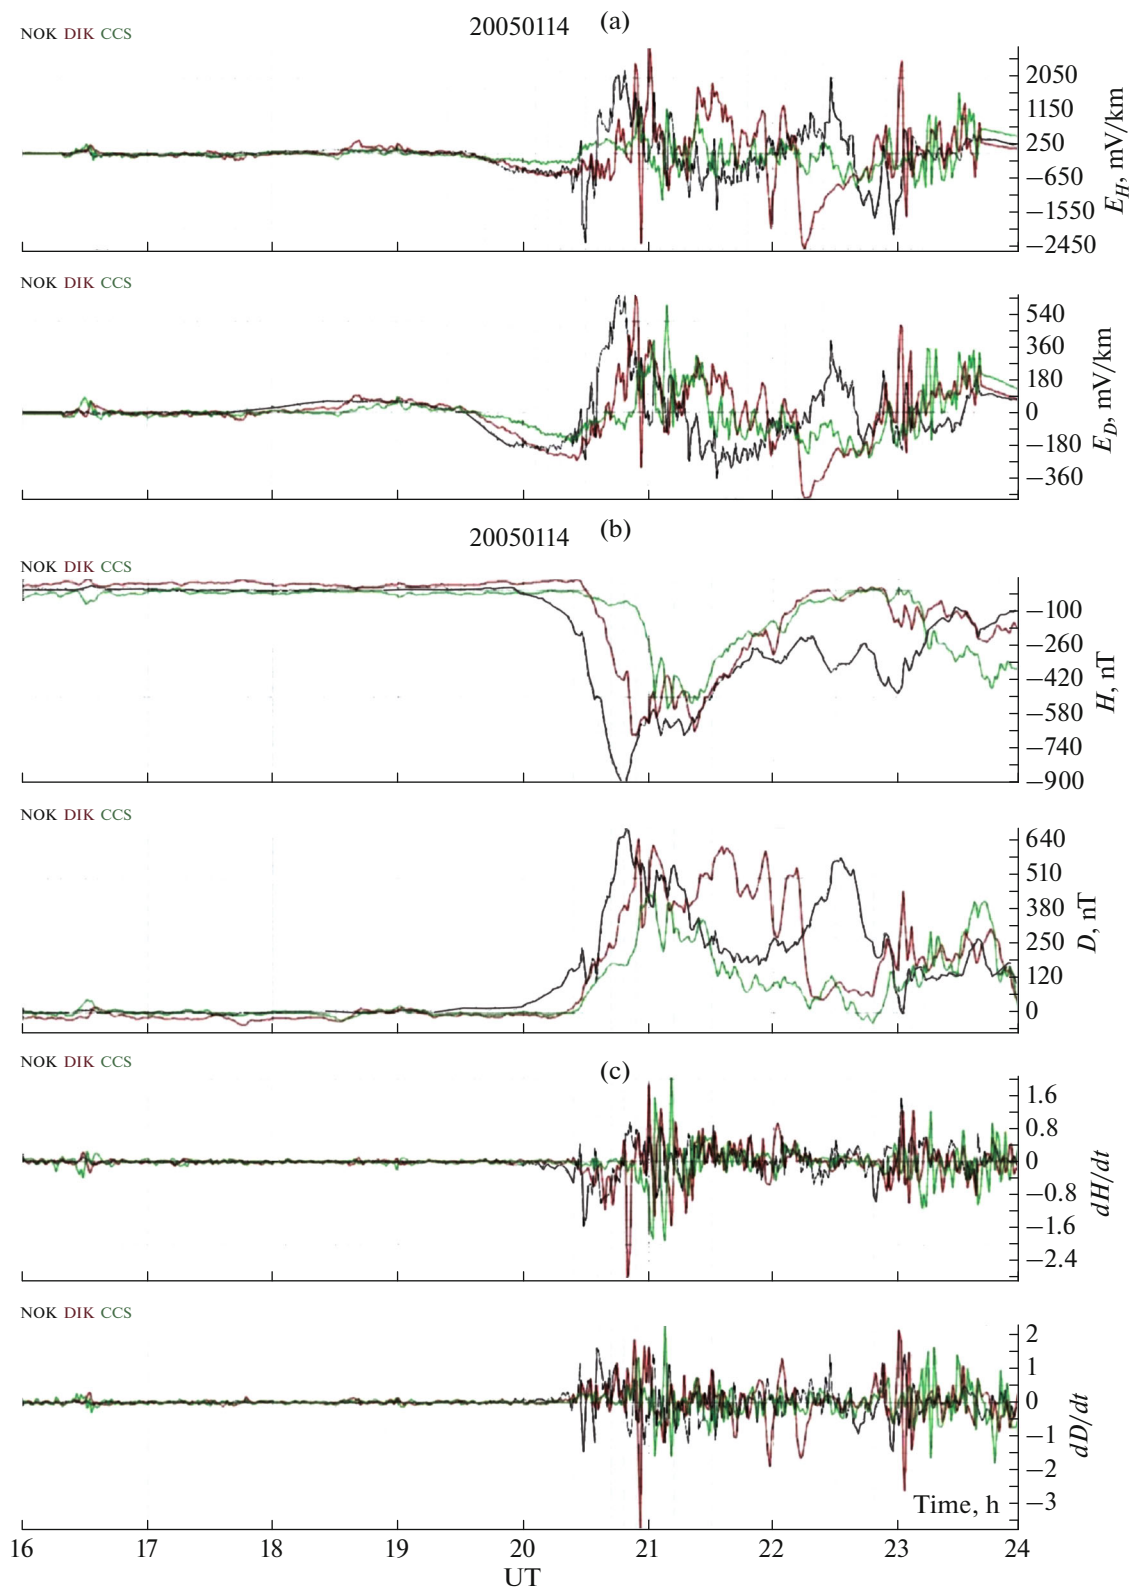 20050114 (a)
NOK DIK CCS
2050
1150
250
−650
−1550
−2450
E_H, mV/km
NOK DIK CCS
540
360
180
0
−180
−360
E_D, mV/km
20050114 (b)
NOK DIK CCS
−100
−260
−420
−580
−740
−900
H, nT
NOK DIK CCS
640
510
380
250
120
0
D, nT
NOK DIK CCS (c)
1.6
0.8
0
−0.8
−1.6
−2.4
dH/dt
NOK DIK CCS
2
1
0
−1
−2
−3
dD/dt
Time, h
16 17 18 19 20 21 22 23 24
UT